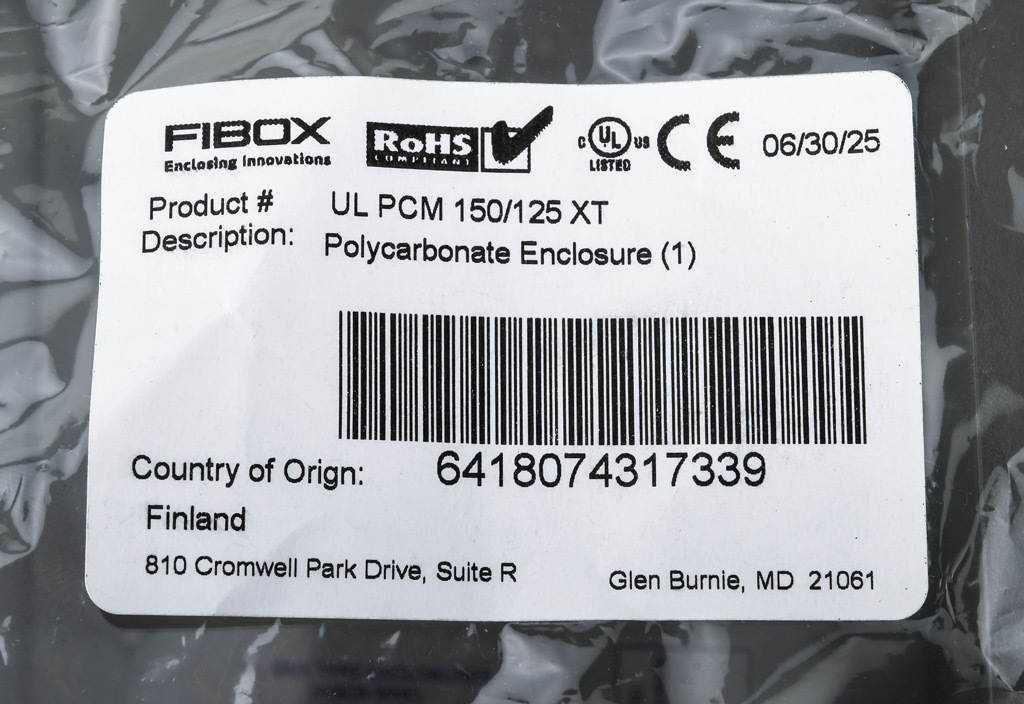 FIBOX
Enclosing Innovations
RoHS
COMPLIANT
c UL US
LISTED
CE
06/30/25
Product # UL PCM 150/125 XT
Description: Polycarbonate Enclosure (1)
6418074317339
Country of Orign:
Finland
810 Cromwell Park Drive, Suite R Glen Burnie, MD 21061